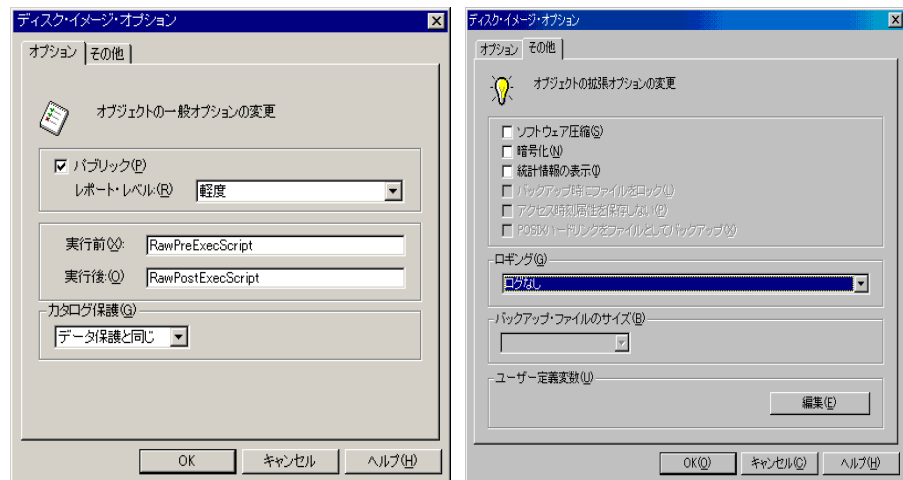 ディスク・イメージ・オプション
オプション
その他
オブジェクトの一般オプションの変更
パブリック(P)
レポート・レベル:(R)
軽度
実行前(X):
RawPreExecScript
実行後:(O)
RawPostExecScript
カタログ保護(G)
データ保護と同じ
OK
キャンセル
ヘルプ(H)
ディスク・イメージ・オプション
オプション
その他
オブジェクトの拡張オプションの変更
ソフトウェア圧縮(S)
暗号化(N)
統計情報の表示(I)
バックアップ時にファイルをロック(L)
アクセス時刻属性を保存しない(P)
POSIXハードリンクをファイルとしてバックアップ(X)
ロギング(G)
ログなし
バックアップ・ファイルのサイズ(B)
ユーザー定義変数(U)
編集(E)
OK(O)
キャンセル(C)
ヘルプ(H)